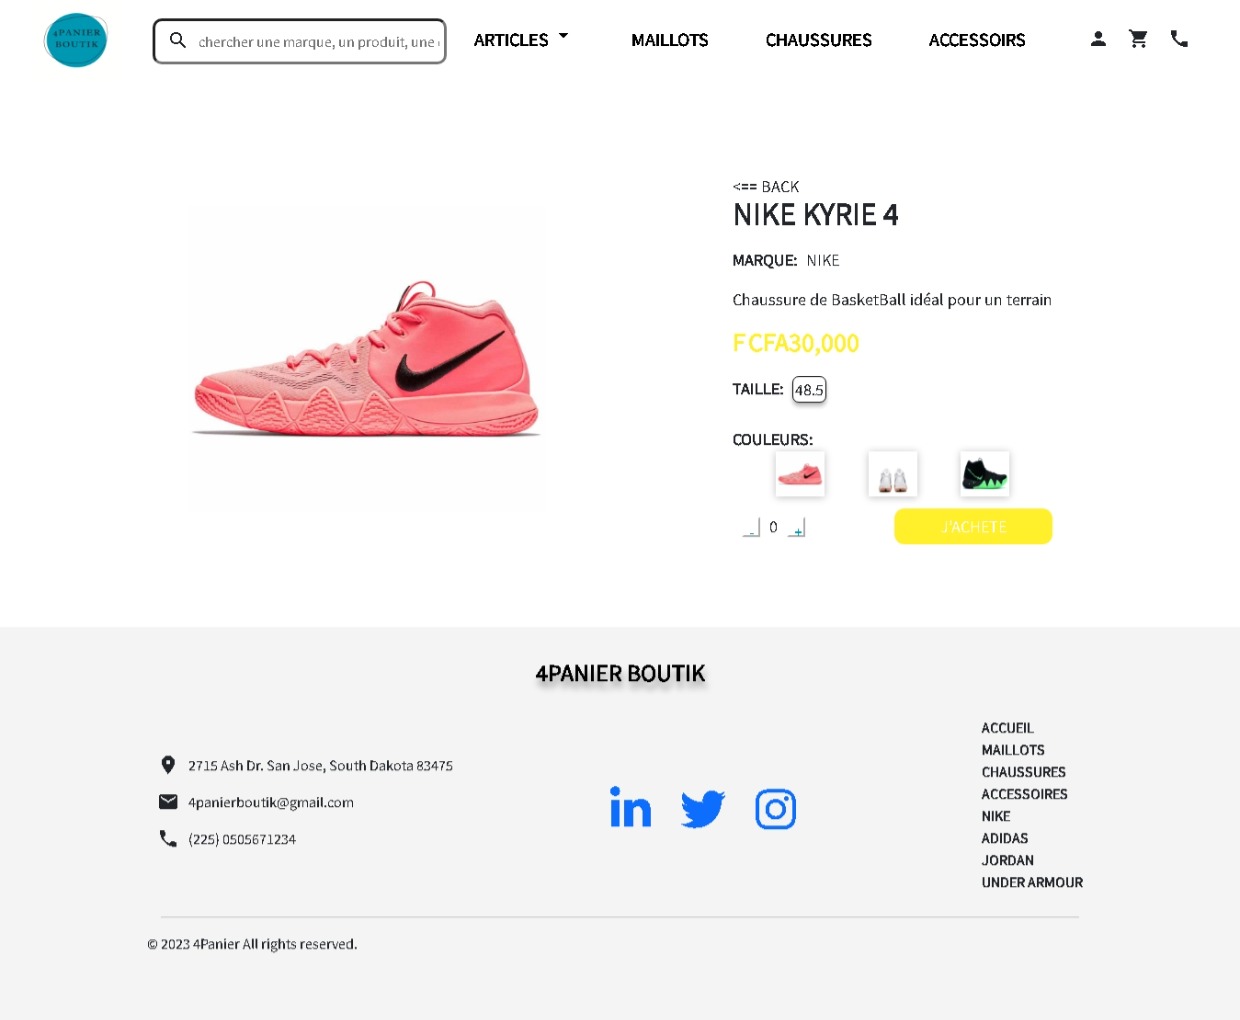 4PANIER
BOUTIK
chercher une marque, un produit, une
ARTICLES
MAILLOTS
CHAUSSURES
ACCESSOIRS
<== BACK
NIKE KYRIE 4
MARQUE: NIKE
Chaussure de BasketBall idéal pour un terrain
F CFA30,000
TAILLE: 48.5
COULEURS:
- 0 +
J'ACHETE
4PANIER BOUTIK
2715 Ash Dr. San Jose, South Dakota 83475
4panierboutik@gmail.com
(225) 0505671234
in
ACCUEIL
MAILLOTS
CHAUSSURES
ACCESSOIRES
NIKE
ADIDAS
JORDAN
UNDER ARMOUR
© 2023 4Panier All rights reserved.